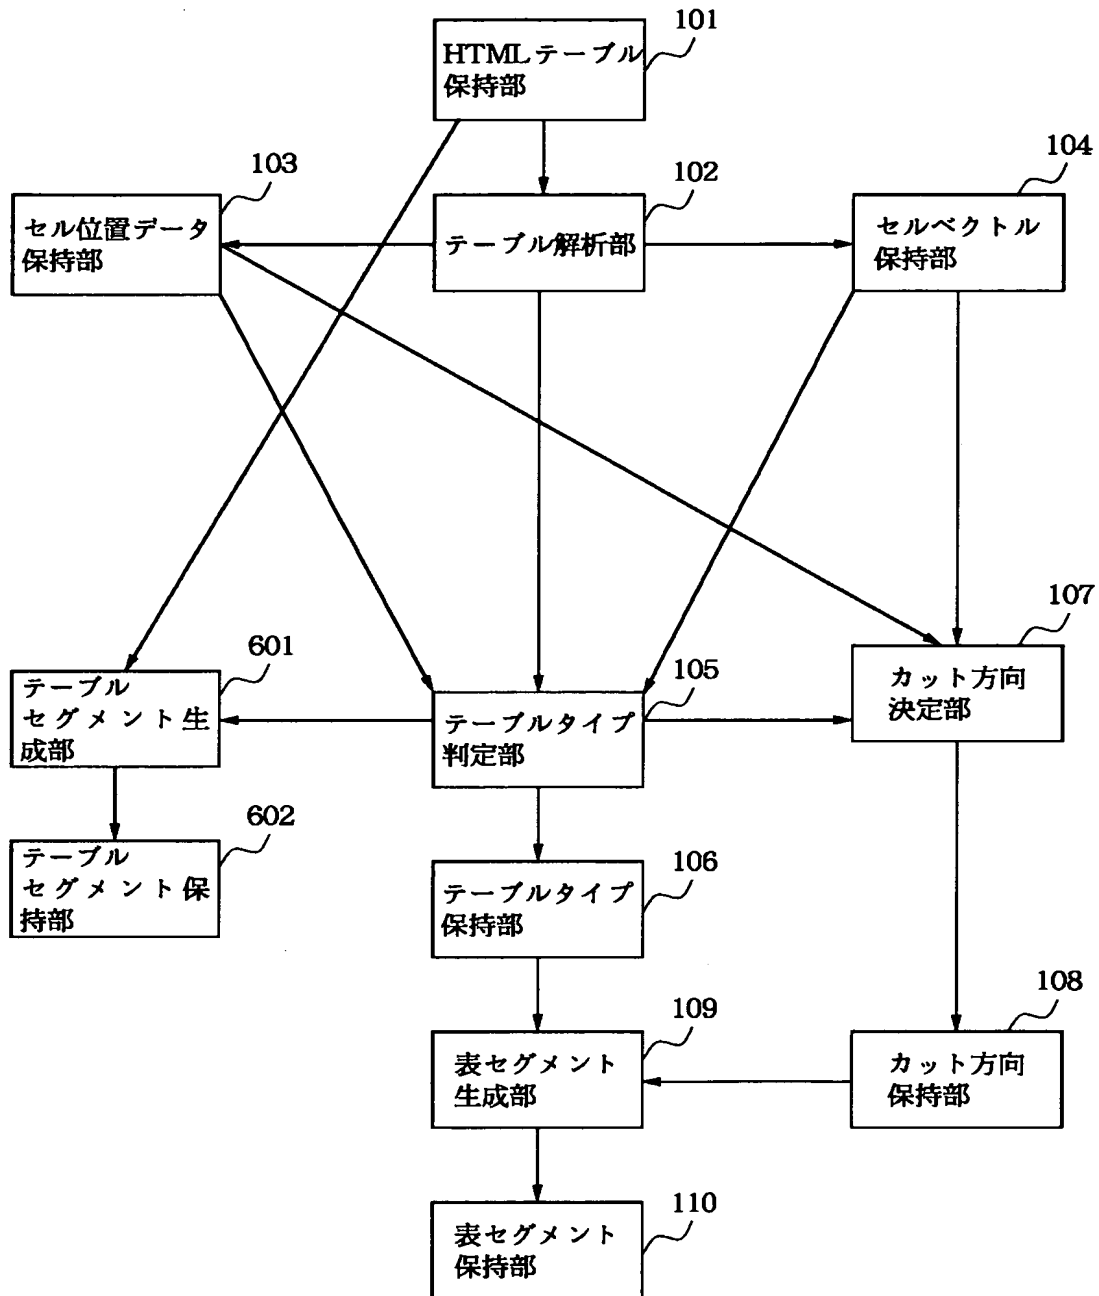 101
HTMLテーブル
保持部
103
セル位置データ
保持部
102
テーブル解析部
104
セルベクトル
保持部
601
テーブル
セグメント生
成部
105
テーブルタイプ
判定部
107
カット方向
決定部
602
テーブル
セグメント保
持部
106
テーブルタイプ
保持部
109
表セグメント
生成部
108
カット方向
保持部
110
表セグメント
保持部